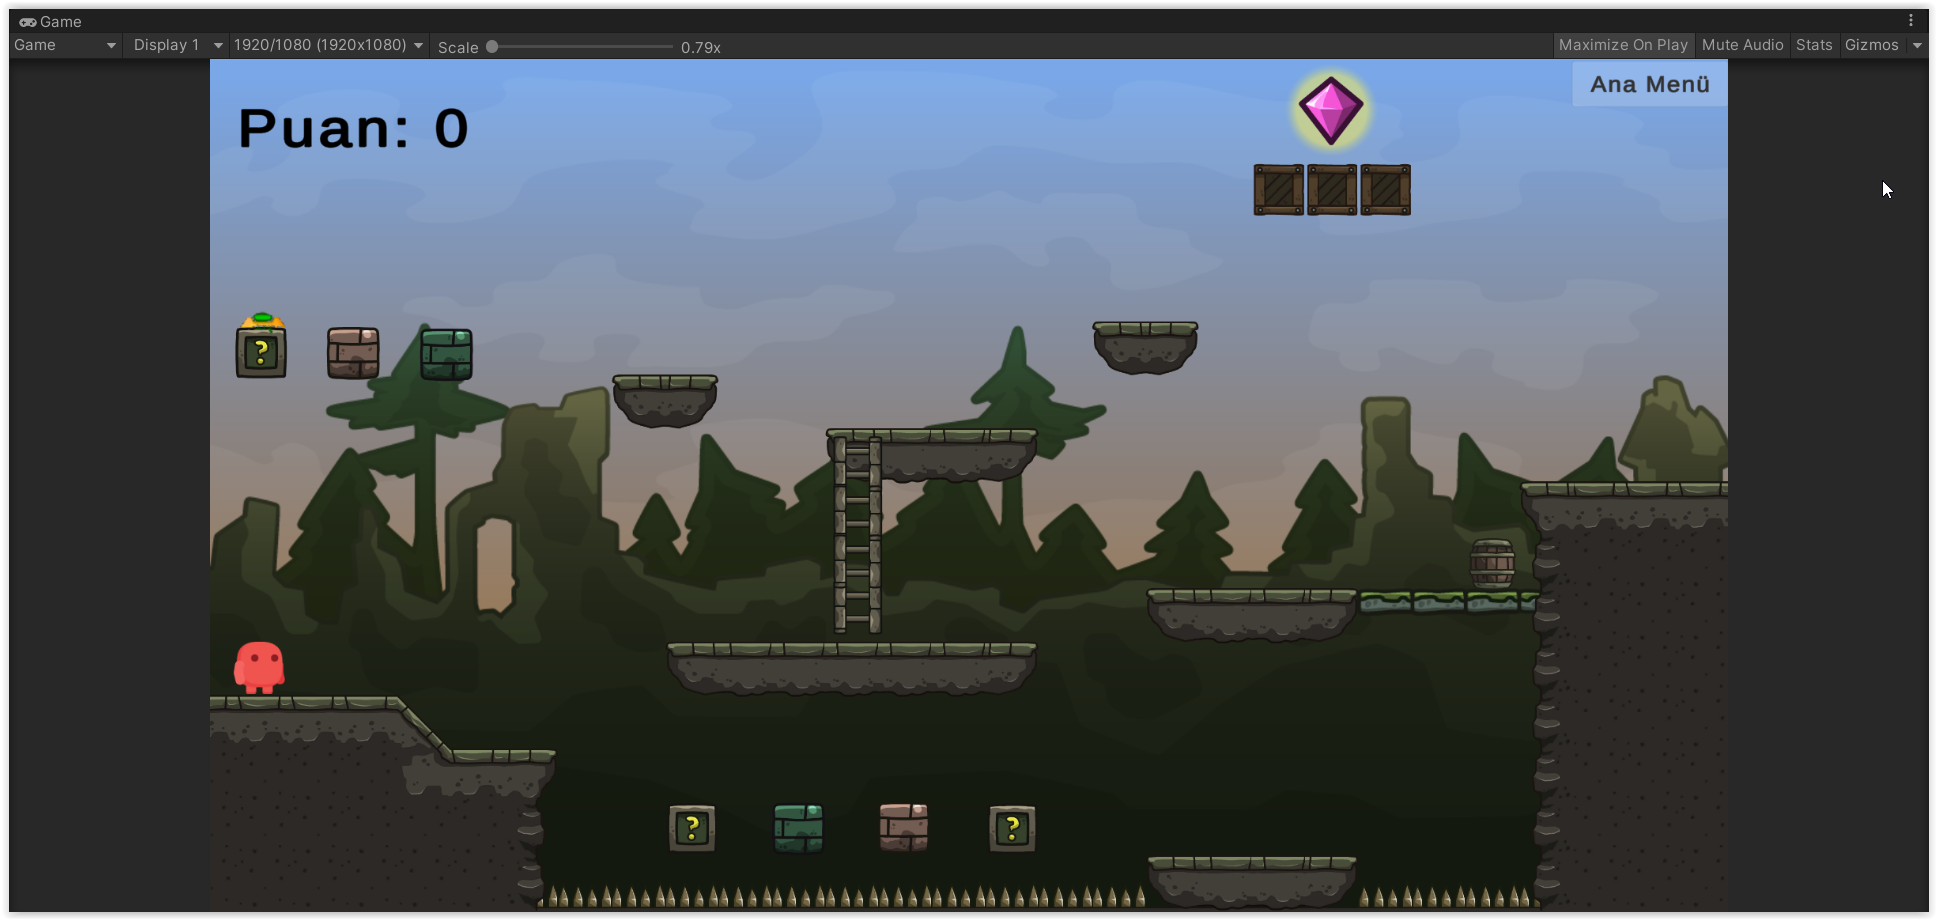 Game
Game Display 1 1920/1080 (1920x1080) Scale 0.79x Maximize On Play Mute Audio Stats Gizmos
Ana Menü
Puan: 0
?
? ?